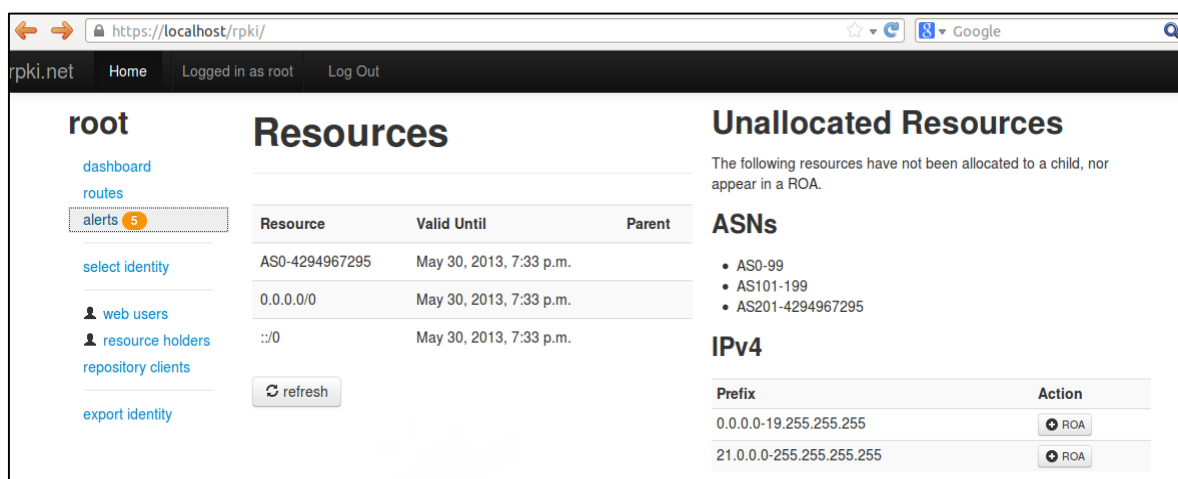 https://localhost/rpki/
Google
rpki.net Home Logged in as root Log Out
root
dashboard
routes
alerts 5
select identity
web users
resource holders
repository clients
export identity
Resources
Resource Valid Until Parent
AS0-4294967295 May 30, 2013, 7:33 p.m.
0.0.0.0/0 May 30, 2013, 7:33 p.m.
::/0 May 30, 2013, 7:33 p.m.
refresh
Unallocated Resources
The following resources have not been allocated to a child, nor
appear in a ROA.
ASNs
• AS0-99
• AS101-199
• AS201-4294967295
IPv4
Prefix Action
0.0.0.0-19.255.255.255 ROA
21.0.0.0-255.255.255.255 ROA